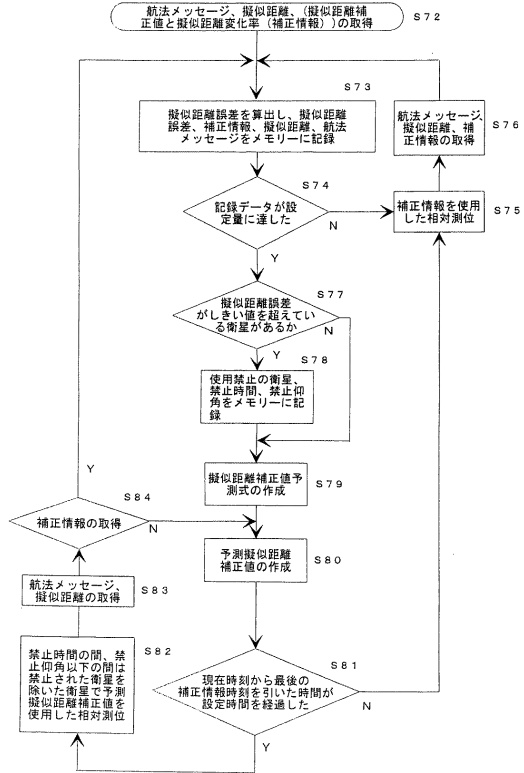 航法メッセージ、擬似距離、(擬似距離補
正値と擬似距離変化率(補正情報))の取得
S72
S73
擬似距離誤差を算出し、擬似距離
誤差、補正情報、擬似距離、航法
メッセージをメモリーに記録
航法メッセージ、
擬似距離、補
正情報の取得
S76
S74
記録データが設
定量に達した
N
Y
補正情報を使用
した相対測位
S75
S77
擬似距離誤差
がしきい値を超えてい
る衛星があるか
N
Y
S78
使用禁止の衛星、
禁止時間、禁止仰
角をメモリーに記
録
擬似距離補正値予
測式の作成
S79
Y
S84
補正情報の取得
N
予測擬似距離
補正値の作成
S80
航法メッセージ、
擬似距離の取得
S83
S82
禁止時間の間、禁
止仰角以下の間は
禁止された衛星を
除いた衛星で予測
擬似距離補正値を
使用した相対測位
S81
現在時刻から最後の
補正情報時刻を引いた時間が
設定時間を経過した
N
Y